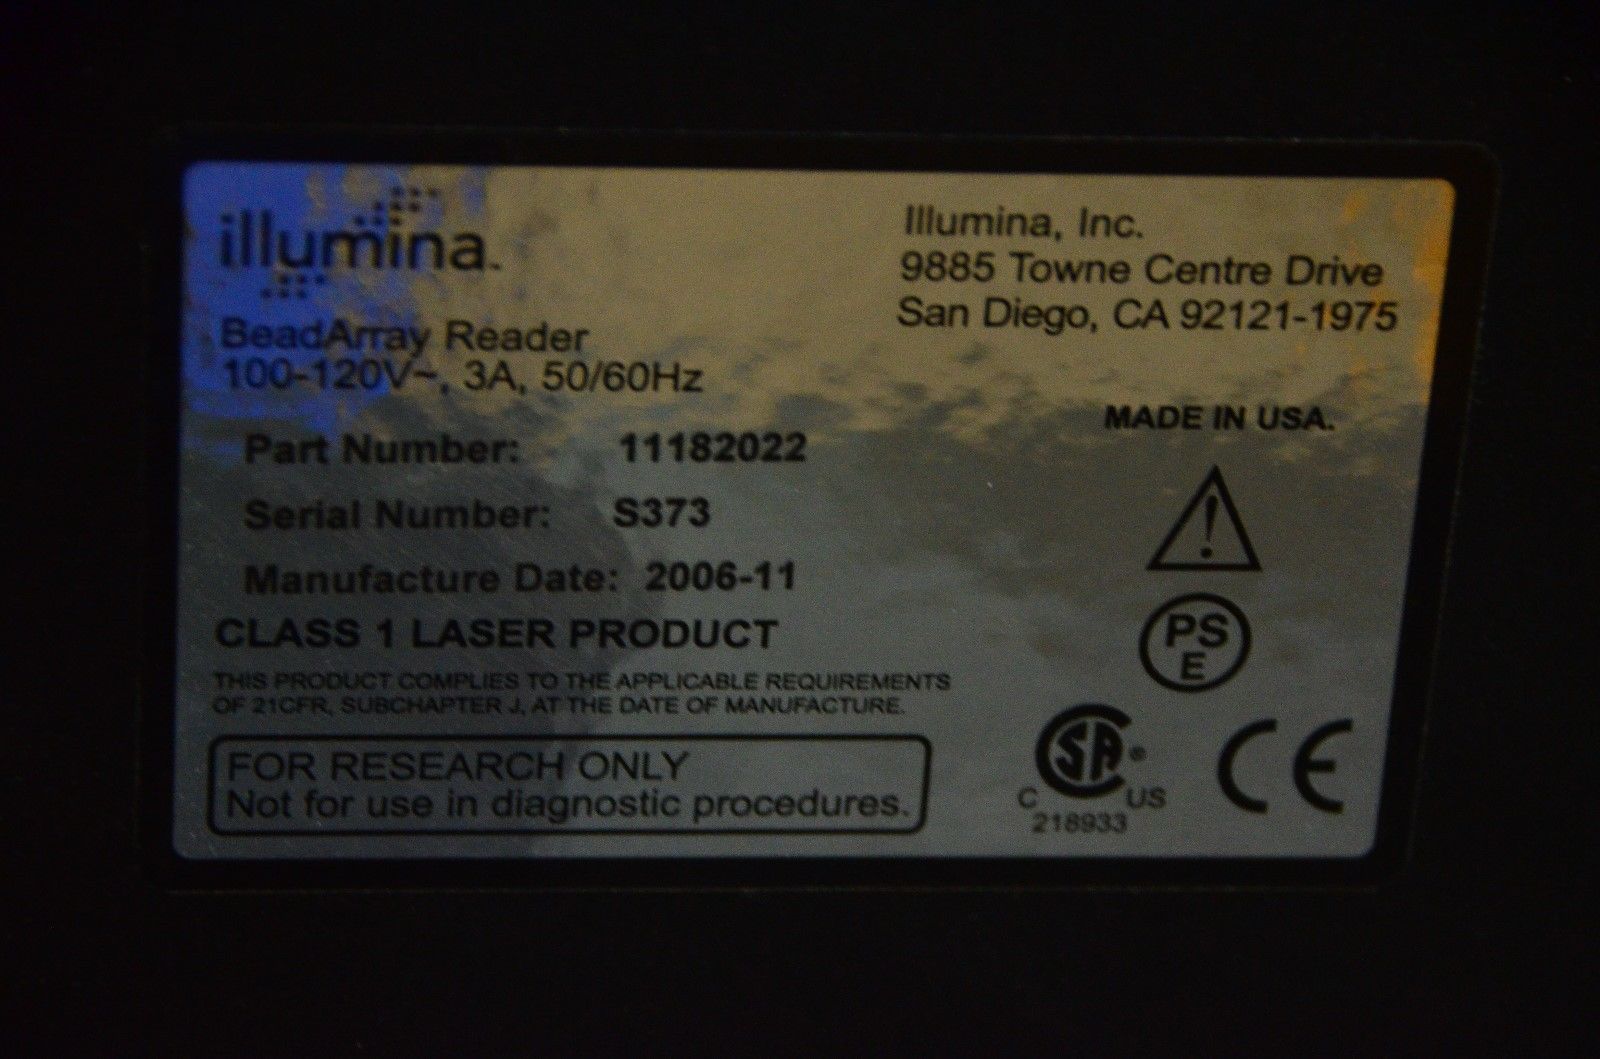 illumina.
BeadArray Reader
100-120V~, 3A, 50/60Hz
Part Number: 11182022
Serial Number: S373
Manufacture Date: 2006-11
CLASS 1 LASER PRODUCT
THIS PRODUCT COMPLIES TO THE APPLICABLE REQUIREMENTS
OF 21CFR, SUBCHAPTER J, AT THE DATE OF MANUFACTURE.
FOR RESEARCH ONLY
Not for use in diagnostic procedures.
Illumina, Inc.
9885 Towne Centre Drive
San Diego, CA 92121-1975
MADE IN USA.
!
PS
E
SA®
C US
218933
CE